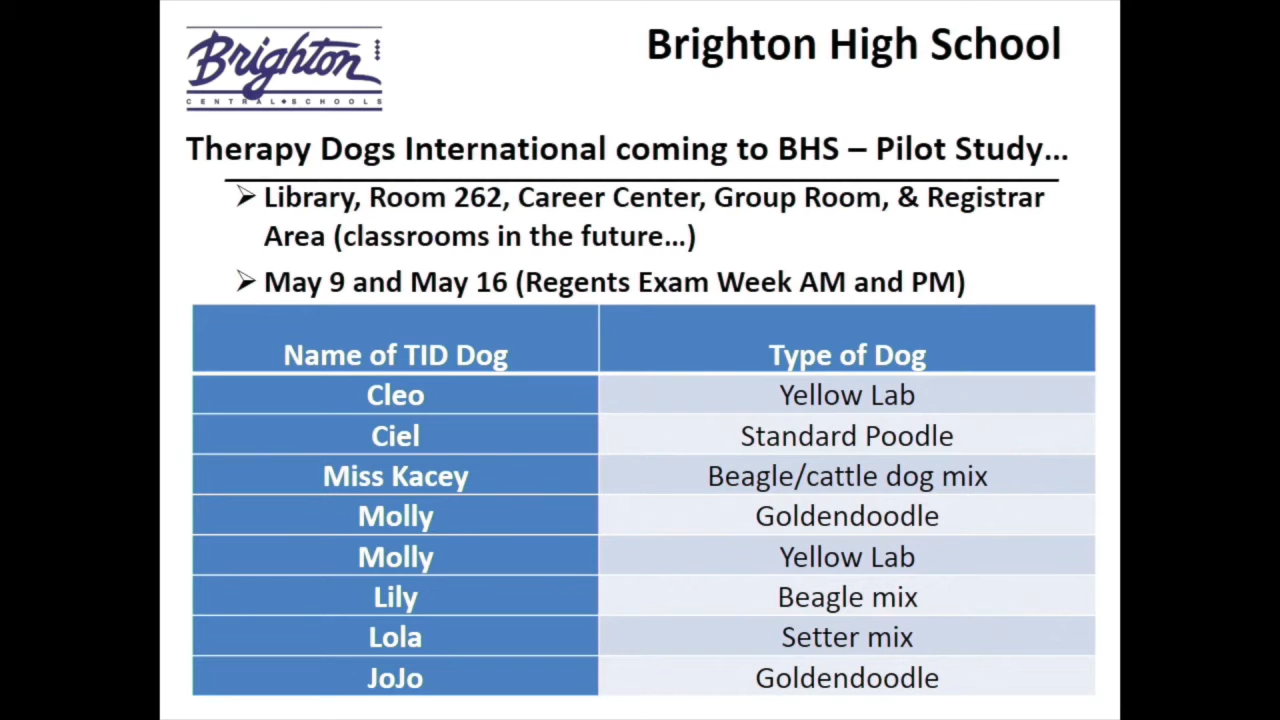 Brighton
CENTRAL SCHOOLS
Brighton High School
Therapy Dogs International coming to BHS – Pilot Study...
Library, Room 262, Career Center, Group Room, & Registrar
Area (classrooms in the future...)
May 9 and May 16 (Regents Exam Week AM and PM)
Name of TID Dog Type of Dog
Cleo Yellow Lab
Ciel Standard Poodle
Miss Kacey Beagle/cattle dog mix
Molly Goldendoodle
Molly Yellow Lab
Lily Beagle mix
Lola Setter mix
JoJo Goldendoodle